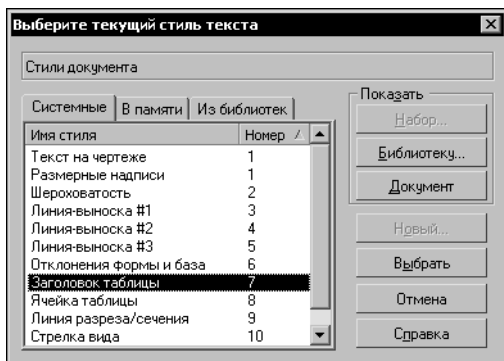 Выберите текущий стиль текста
Стили документа
Системные В памяти Из библиотек
Имя стиля Номер
Текст на чертеже 1
Размерные надписи 1
Шероховатость 2
Линия-выноска #1 3
Линия-выноска #2 4
Линия-выноска #3 5
Отклонения формы и база 6
Заголовок таблицы 7
Ячейка таблицы 8
Линия разреза/сечения 9
Стрелка вида 10
Показать
Набор...
Библиотеку...
Документ
Новый...
Выбрать
Отмена
Справка